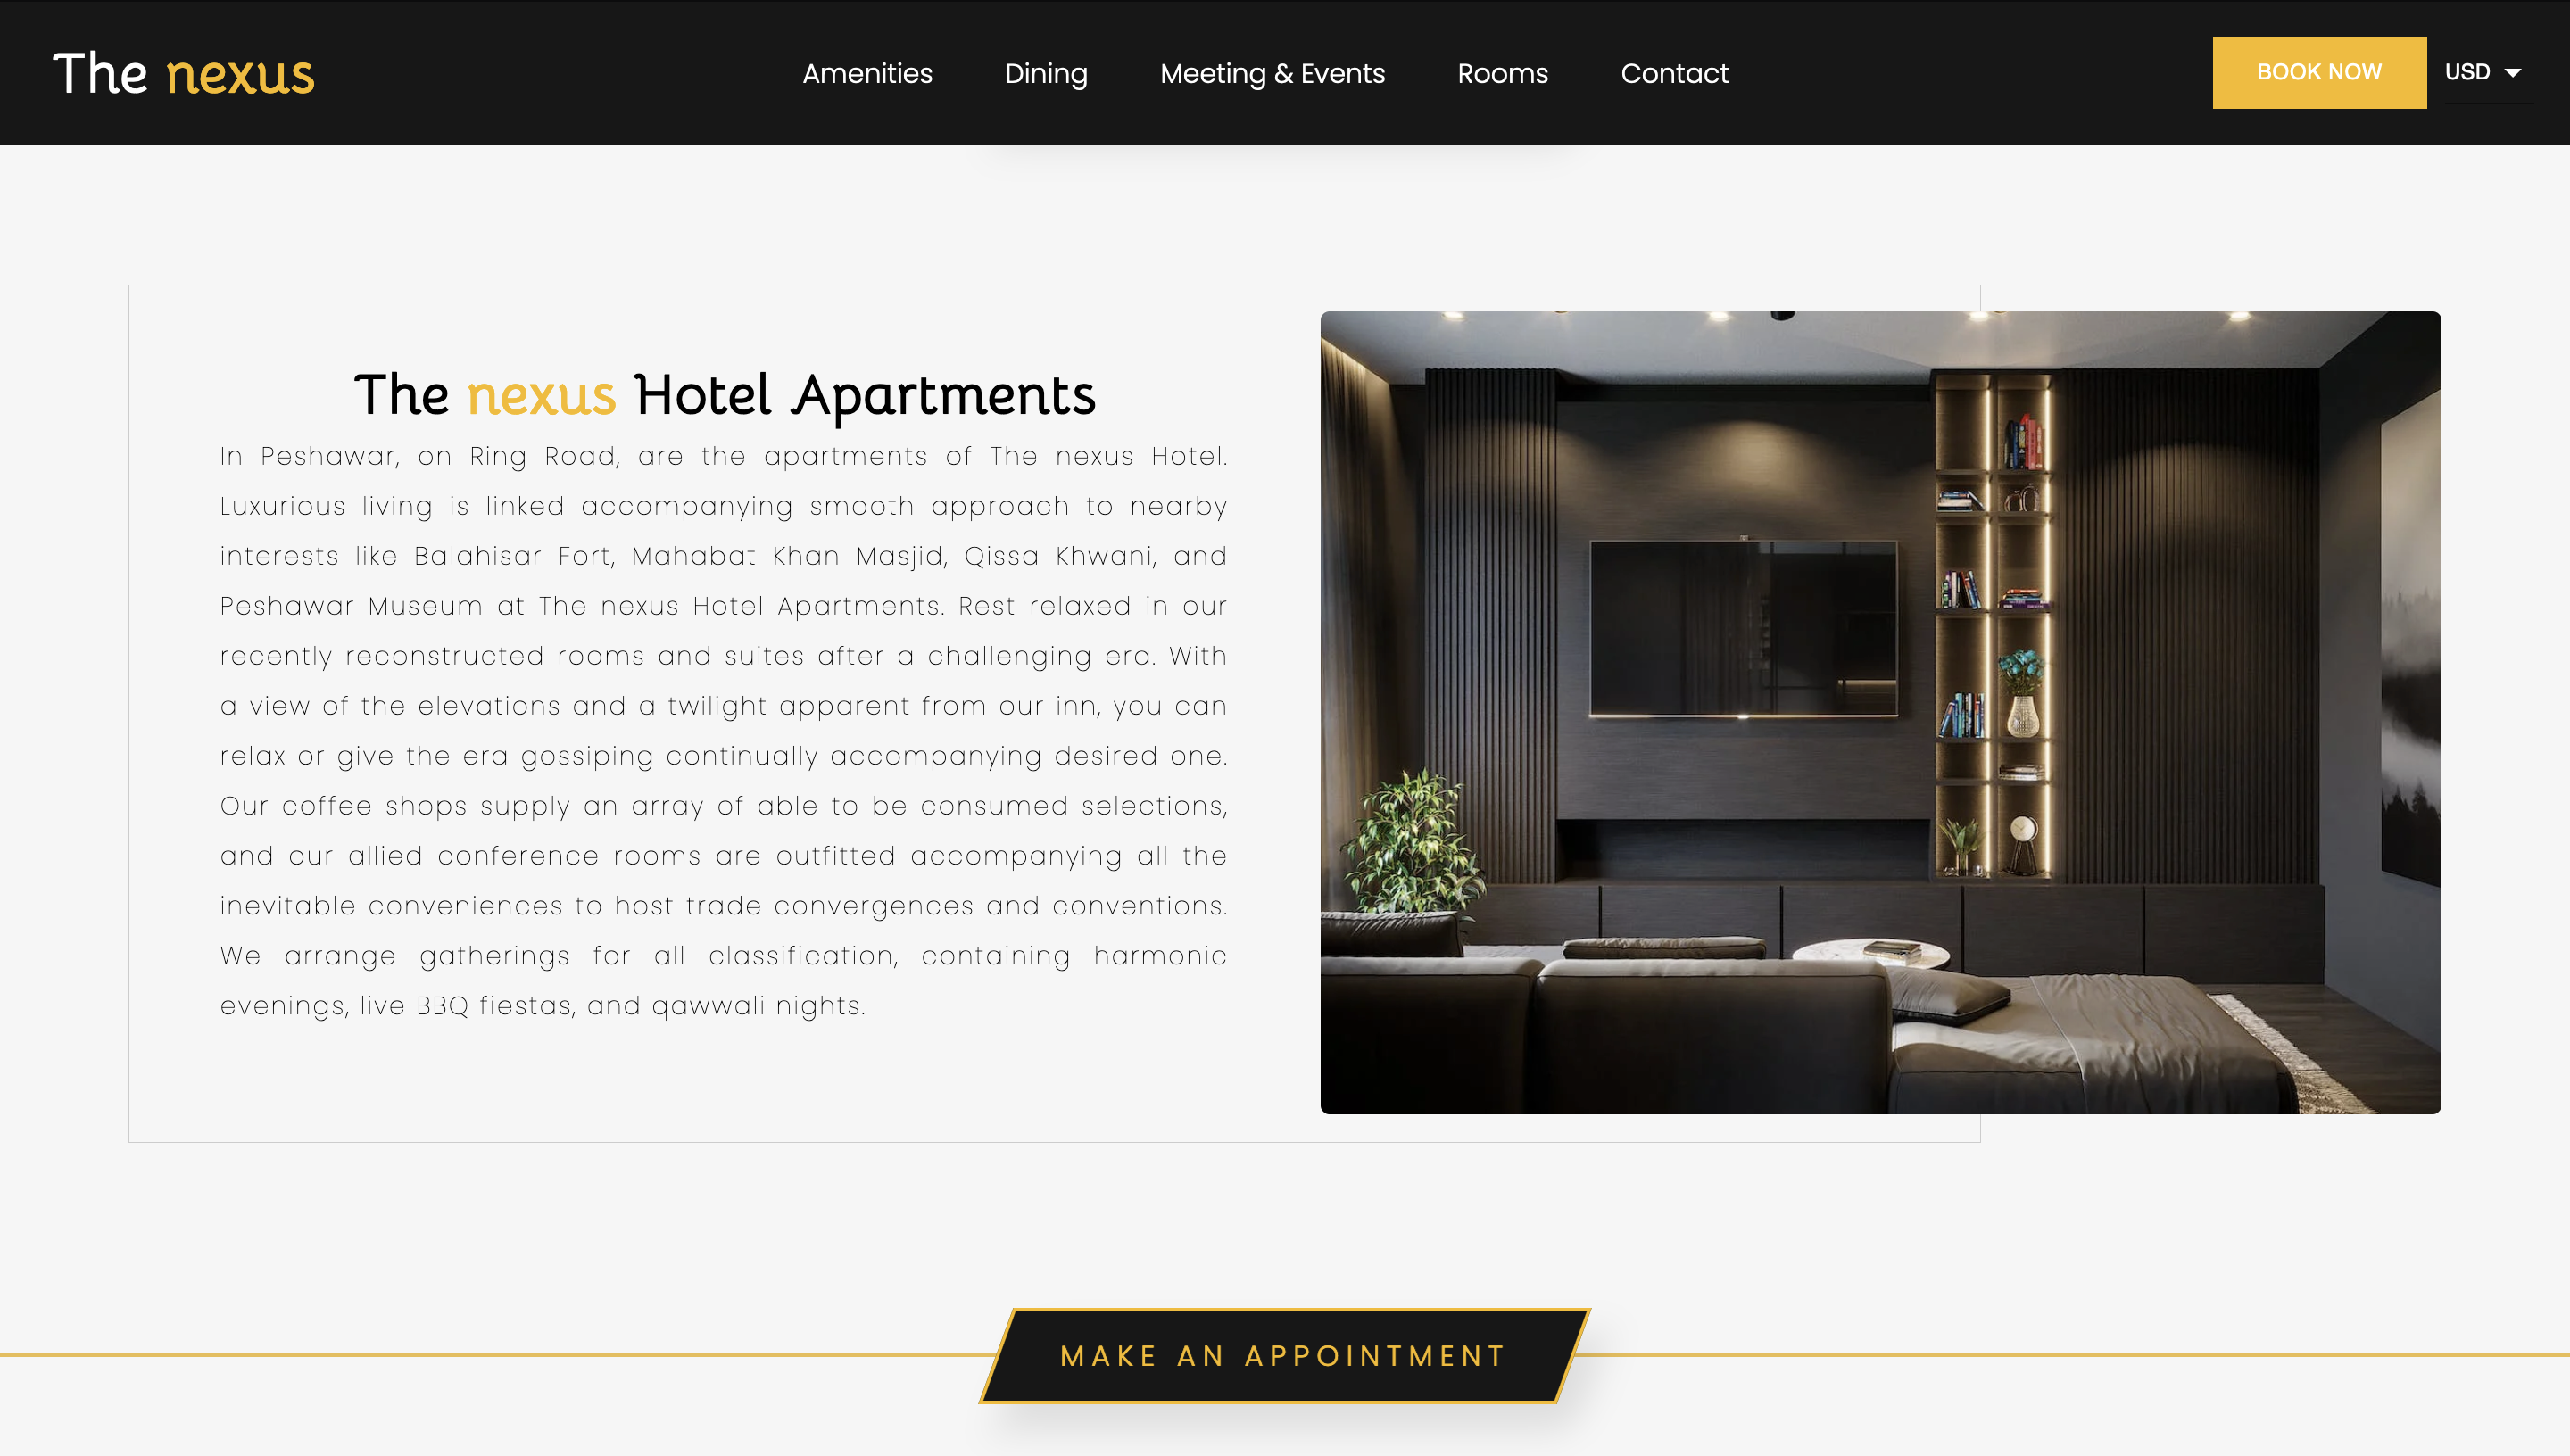 The nexus
Amenities
Dining
Meeting & Events
Rooms
Contact
BOOK NOW
USD
The nexus Hotel Apartments
In Peshawar, on Ring Road, are the apartments of The nexus Hotel.
Luxurious living is linked accompanying smooth approach to nearby
interests like Balahisar Fort, Mahabat Khan Masjid, Qissa Khwani, and
Peshawar Museum at The nexus Hotel Apartments. Rest relaxed in our
recently reconstructed rooms and suites after a challenging era. With
a view of the elevations and a twilight apparent from our inn, you can
relax or give the era gossiping continually accompanying desired one.
Our coffee shops supply an array of able to be consumed selections,
and our allied conference rooms are outfitted accompanying all the
inevitable conveniences to host trade convergences and conventions.
We arrange gatherings for all classification, containing harmonic
evenings, live BBQ fiestas, and qawwali nights.
MAKE AN APPOINTMENT